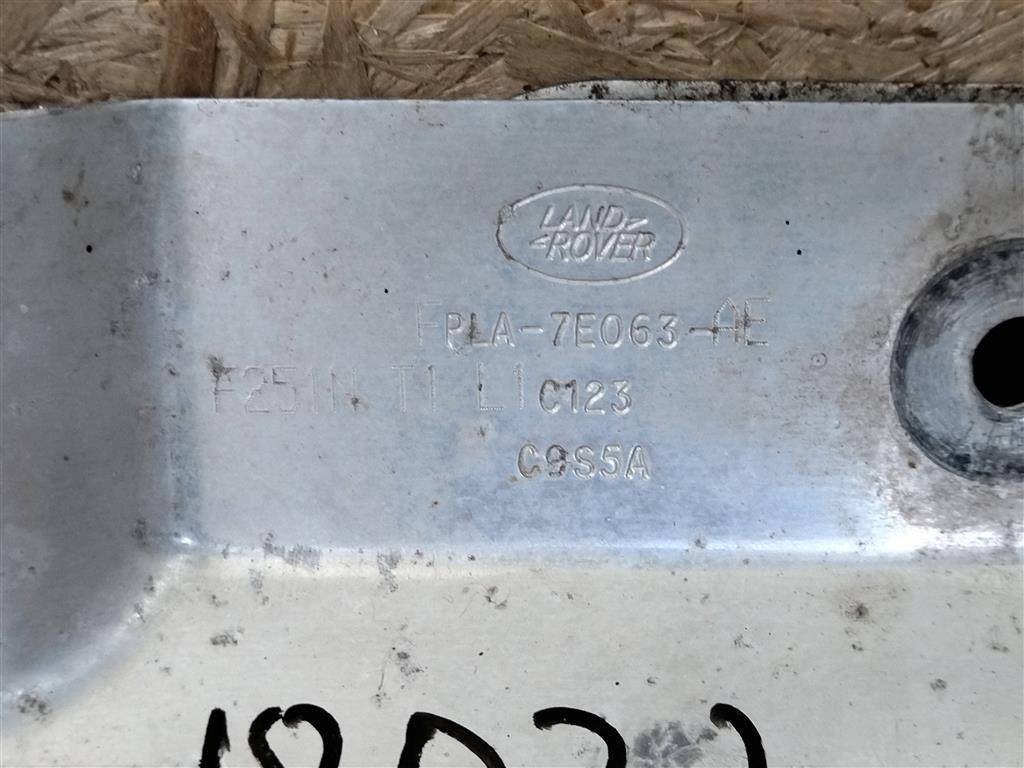 LAND
ROVER
FPLA-7E063-AE
F251N T1 L1 C123
C9S5A